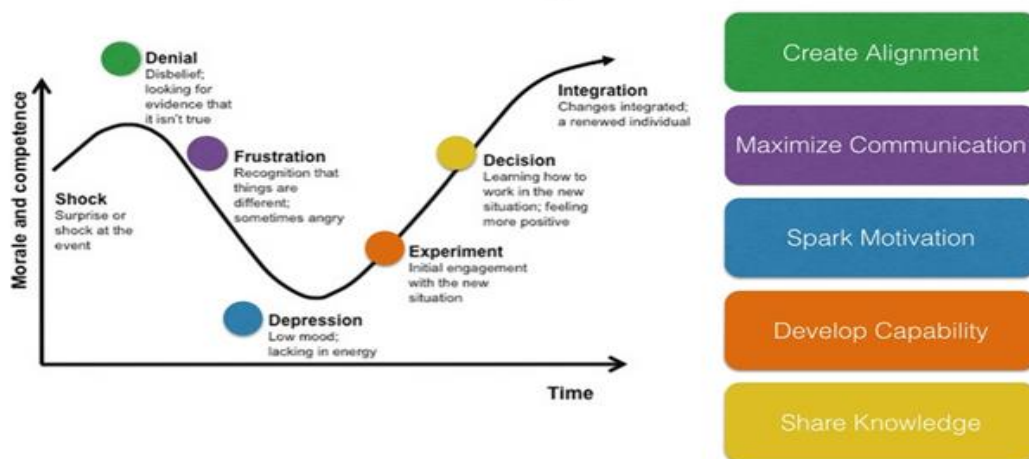 Denial
Disbelief;
looking for
evidence that
it isn't true
Frustration
Recognition that
things are
different;
sometimes angry
Shock
Surprise or
shock at the
event
Depression
Low mood;
lacking in energy
Experiment
Initial engagement
with the new
situation
Decision
Learning how to
work in the new
situation; feeling
more positive
Integration
Changes integrated;
a renewed individual
Morale and competence
Time
Create Alignment
Maximize Communication
Spark Motivation
Develop Capability
Share Knowledge